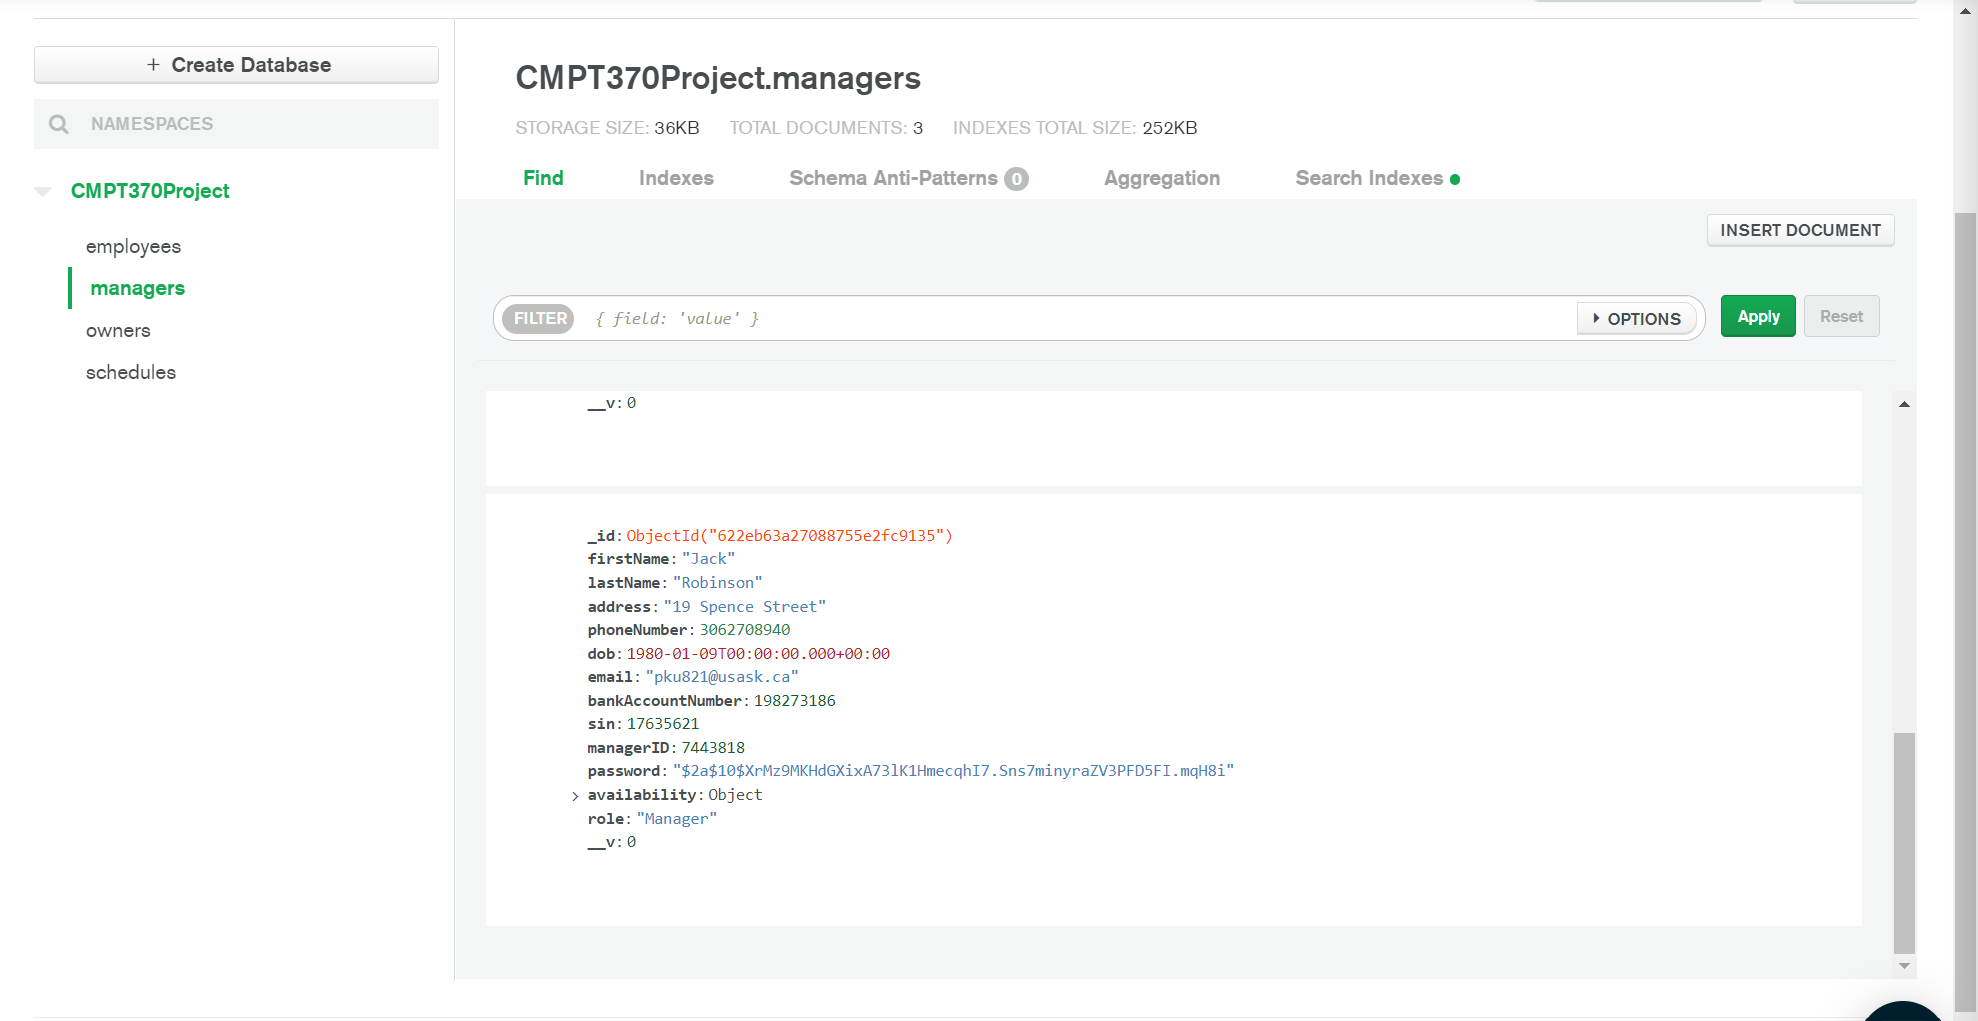 + Create Database
NAMESPACES
CMPT370Project
employees
managers
owners
schedules
CMPT370Project.managers
STORAGE SIZE: 36KB TOTAL DOCUMENTS: 3 INDEXES TOTAL SIZE: 252KB
Find Indexes Schema Anti-Patterns 0 Aggregation Search Indexes
INSERT DOCUMENT
FILTER { field: 'value' } OPTIONS Apply Reset
__v: 0
_id: ObjectId("622eb63a27088755e2fc9135")
firstName: "Jack"
lastName: "Robinson"
address: "19 Spence Street"
phoneNumber: 3062708940
dob: 1980-01-09T00:00:00.000+00:00
email: "pku821@usask.ca"
bankAccountNumber: 198273186
sin: 17635621
managerID: 7443818
password: "$2a$10$XrMz9MKHdGXixA73lK1HmecqhI7.Sns7minyraZV3PFD5FI.mqH8i"
> availability: Object
role: "Manager"
__v: 0